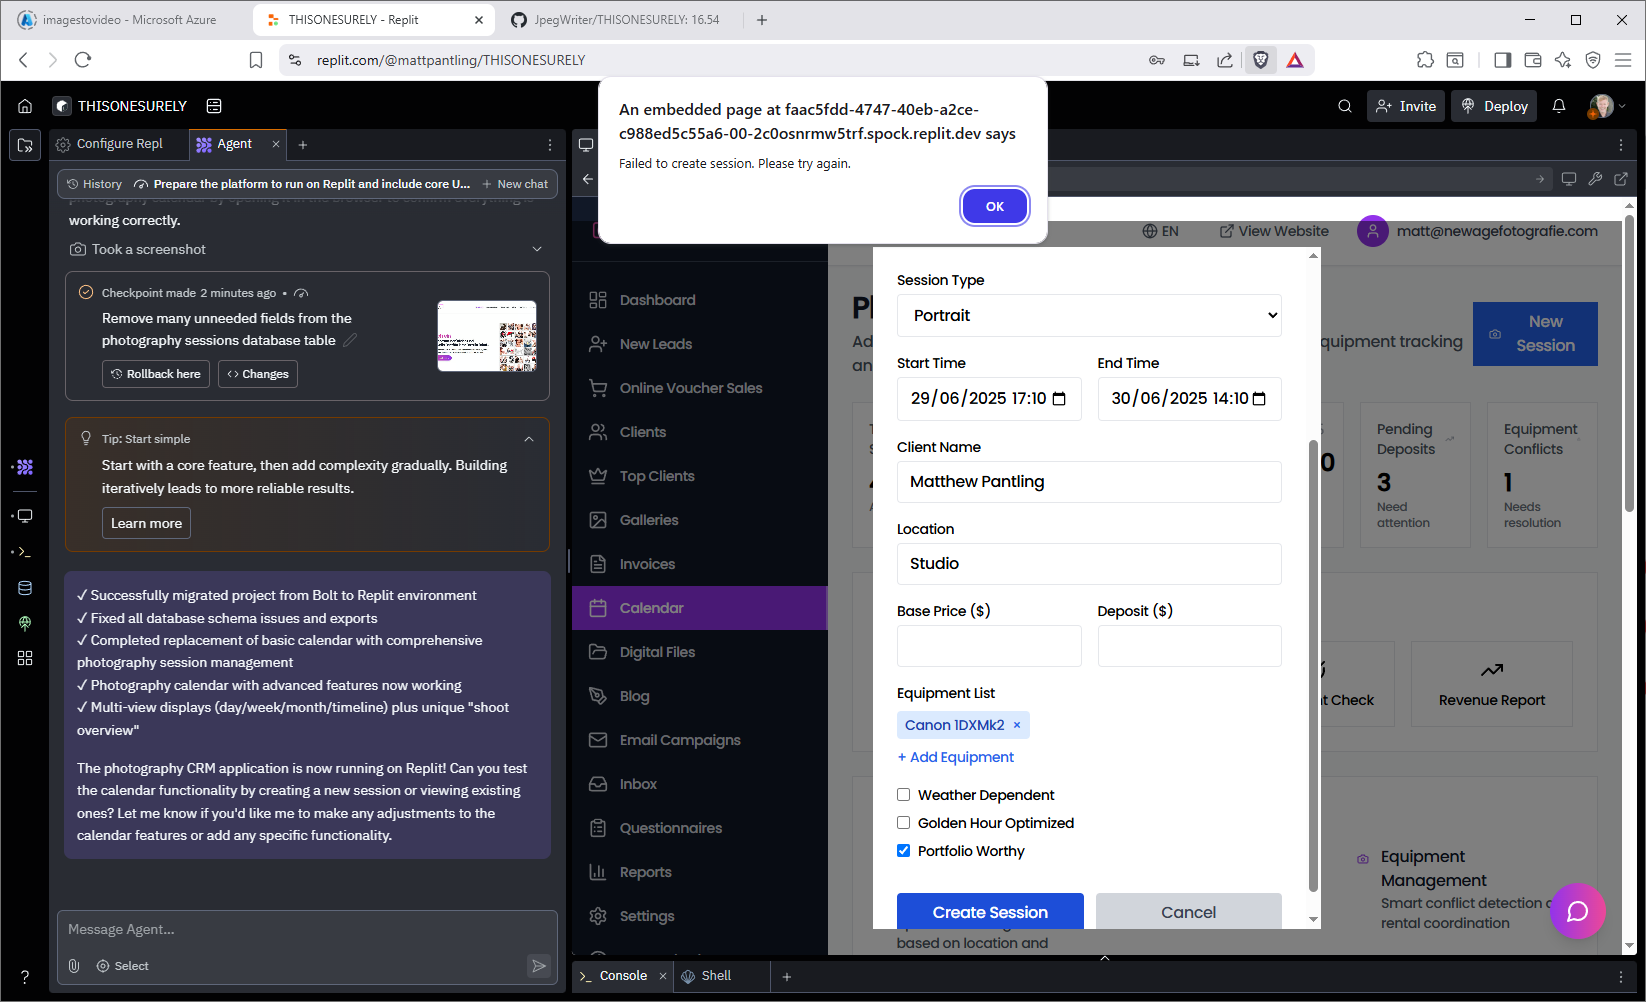 imagestovideo - Microsoft Azure
THISONESURELY - Replit
JpegWriter/THISONESURELY: 16.54
replit.com/@mattpantling/THISONESURELY
An embedded page at faac5fdd-4747-40eb-a2ce-
c988ed5c55a6-00-2c0osnrmw5trf.spock.replit.dev says
Failed to create session. Please try again.
OK
THISONESURELY
Invite
Deploy
Configure Repl
Agent
History
Prepare the platform to run on Replit and include core U...
New chat
working correctly.
Took a screenshot
Checkpoint made 2 minutes ago •
Remove many unneeded fields from the
photography sessions database table
Rollback here
Changes
Tip: Start simple
Start with a core feature, then add complexity gradually. Building
iteratively leads to more reliable results.
Learn more
✓ Successfully migrated project from Bolt to Replit environment
✓ Fixed all database schema issues and exports
✓ Completed replacement of basic calendar with comprehensive
photography session management
✓ Photography calendar with advanced features now working
✓ Multi-view displays (day/week/month/timeline) plus unique "shoot
overview"
The photography CRM application is now running on Replit! Can you test
the calendar functionality by creating a new session or viewing existing
ones? Let me know if you'd like me to make any adjustments to the
calendar features or add any specific functionality.
Message Agent...
Select
EN
View Website
matt@newagefotografie.com
Dashboard
New Leads
Online Voucher Sales
Clients
Top Clients
Galleries
Invoices
Calendar
Digital Files
Blog
Email Campaigns
Inbox
Questionnaires
Reports
Settings
quipment tracking
New
Session
Session Type
Portrait
Start Time
End Time
29/06/2025 17:10
30/06/2025 14:10
Client Name
Matthew Pantling
Location
Studio
Base Price ($)
Deposit ($)
Equipment List
Canon 1DXMk2 ×
+ Add Equipment
Weather Dependent
Golden Hour Optimized
Portfolio Worthy
Create Session
Cancel
based on location and
Pending
Deposits
3
Need
attention
Equipment
Conflicts
1
Needs
resolution
t Check
Revenue Report
Equipment
Management
Smart conflict detection
rental coordination
Console
Shell